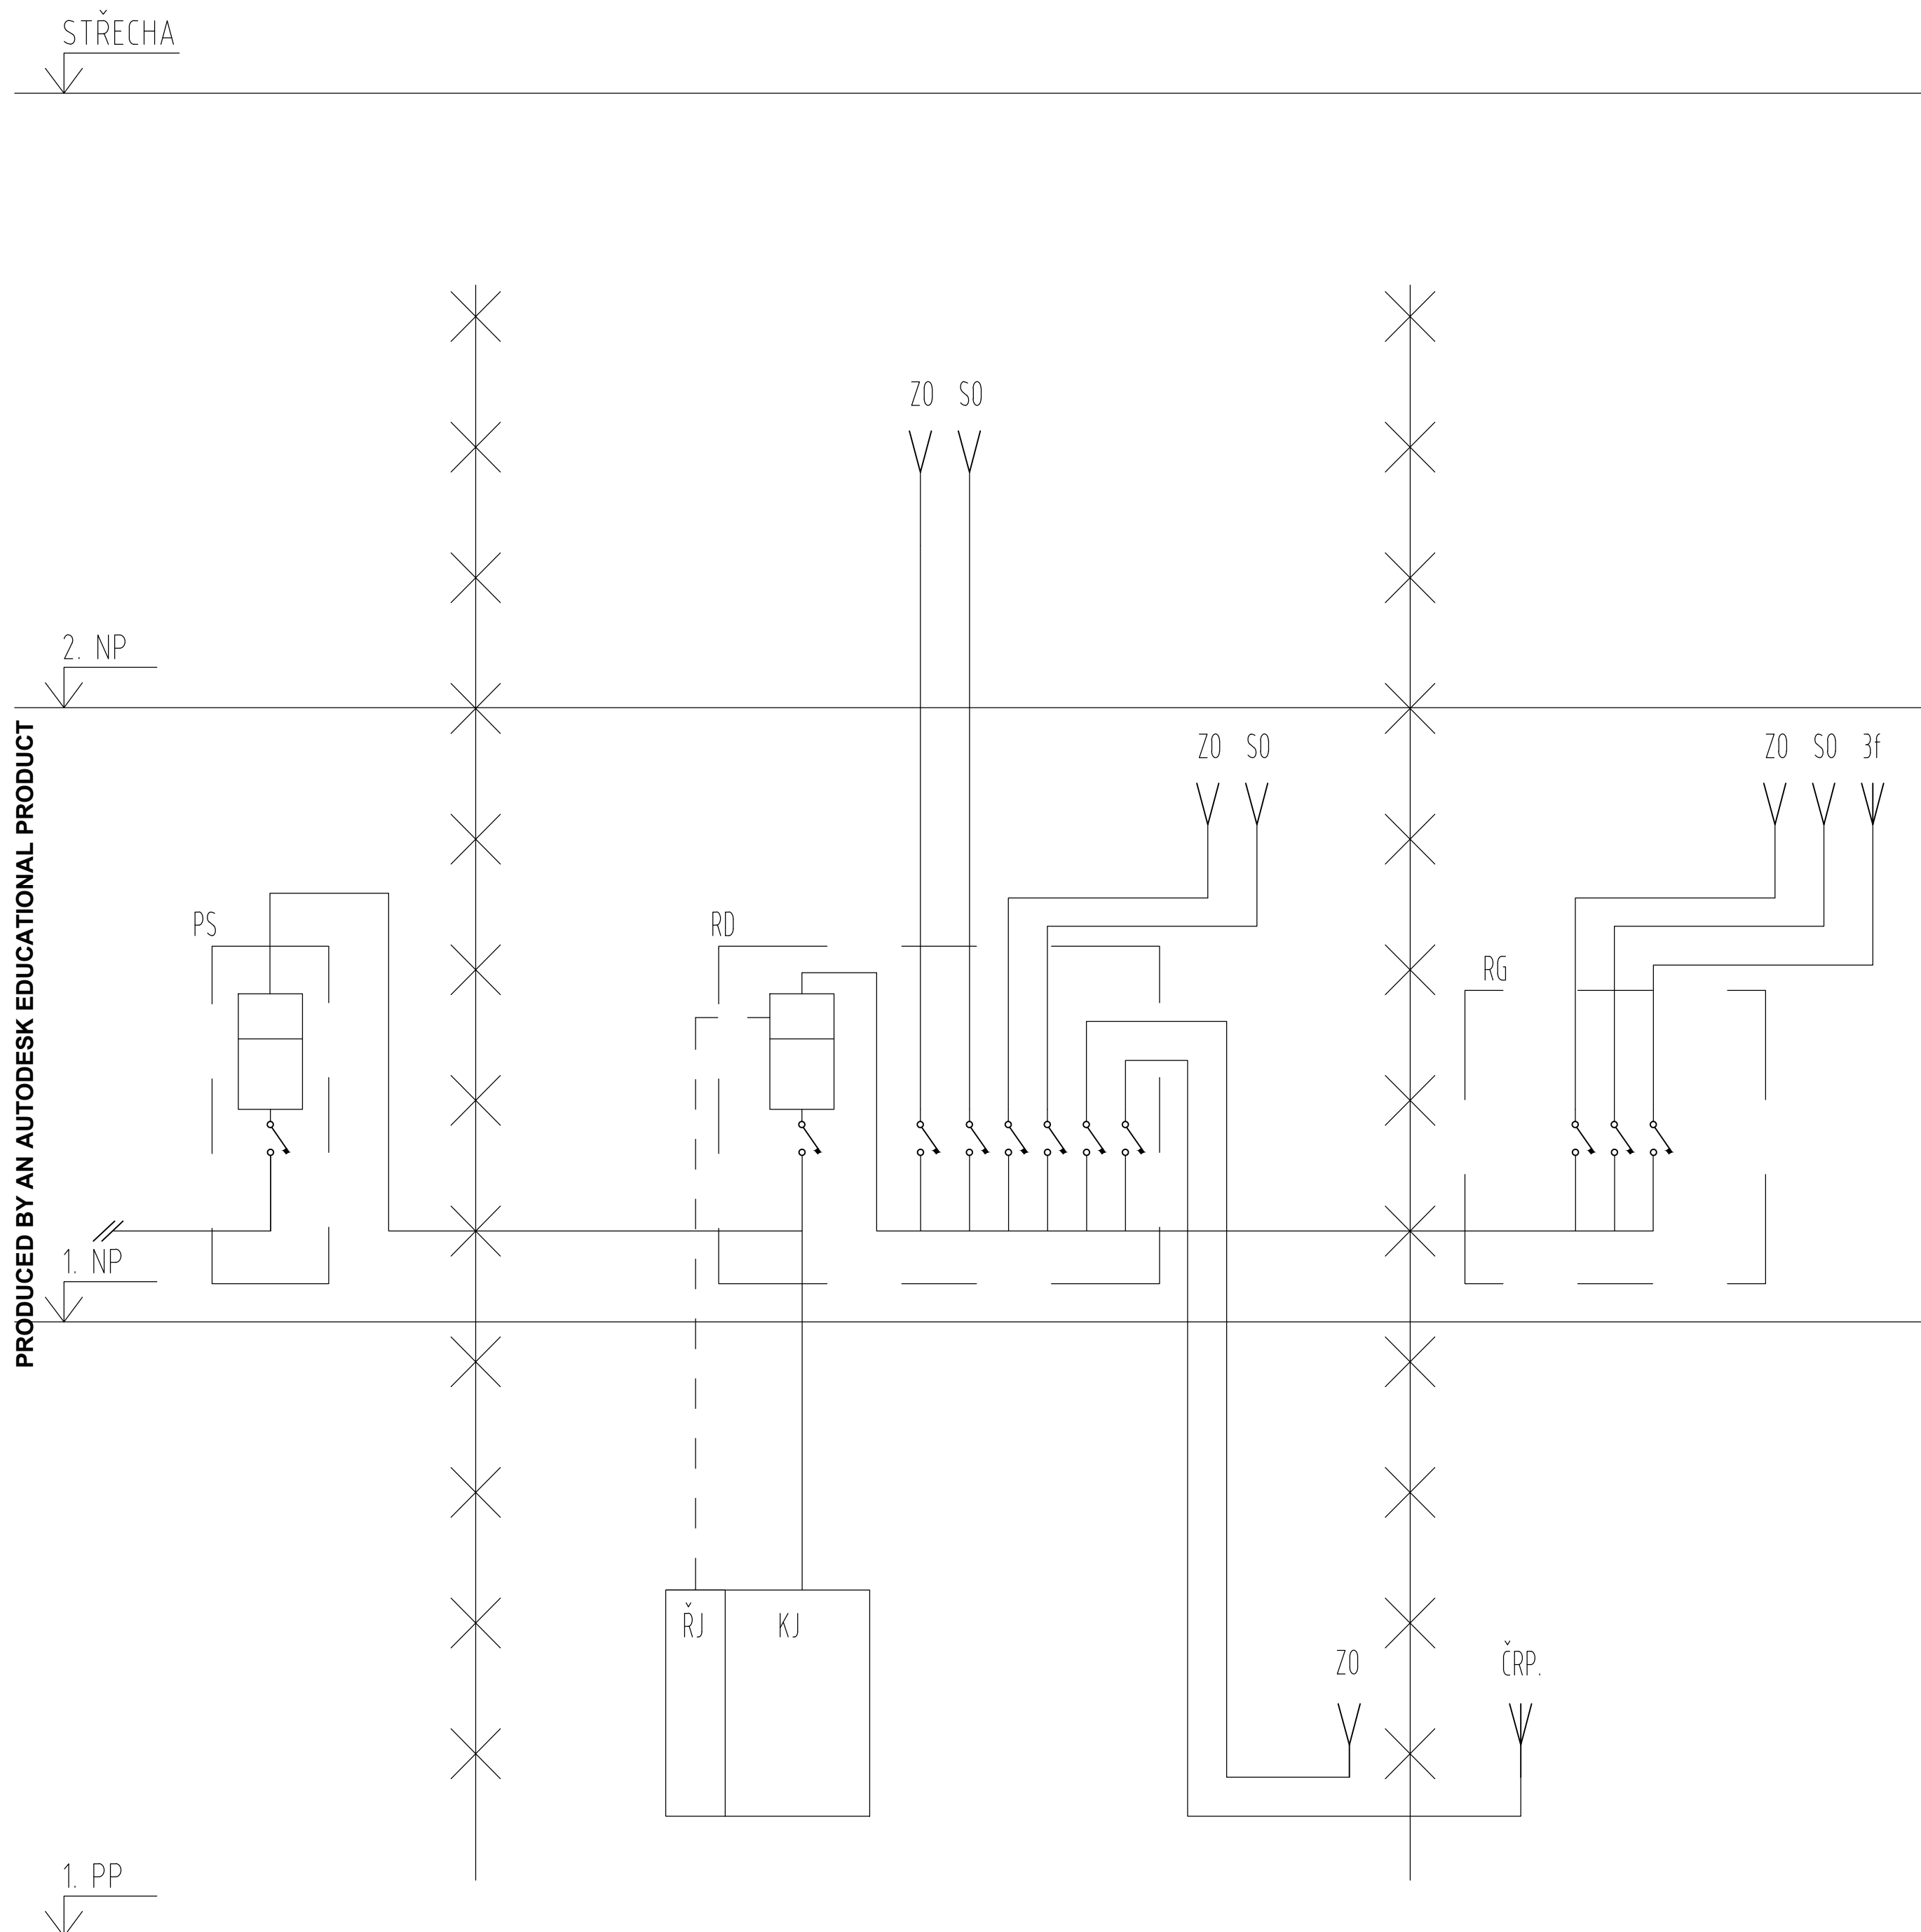 STŘECHA
ZO SO
2. NP
ZO SO
ZO SO 3f
PS
RD
RG
1. NP
ŘJ
KJ
ZO
ČRP.
1. PP
PRODUCED BY AN AUTODESK EDUCATIONAL PRODUCT